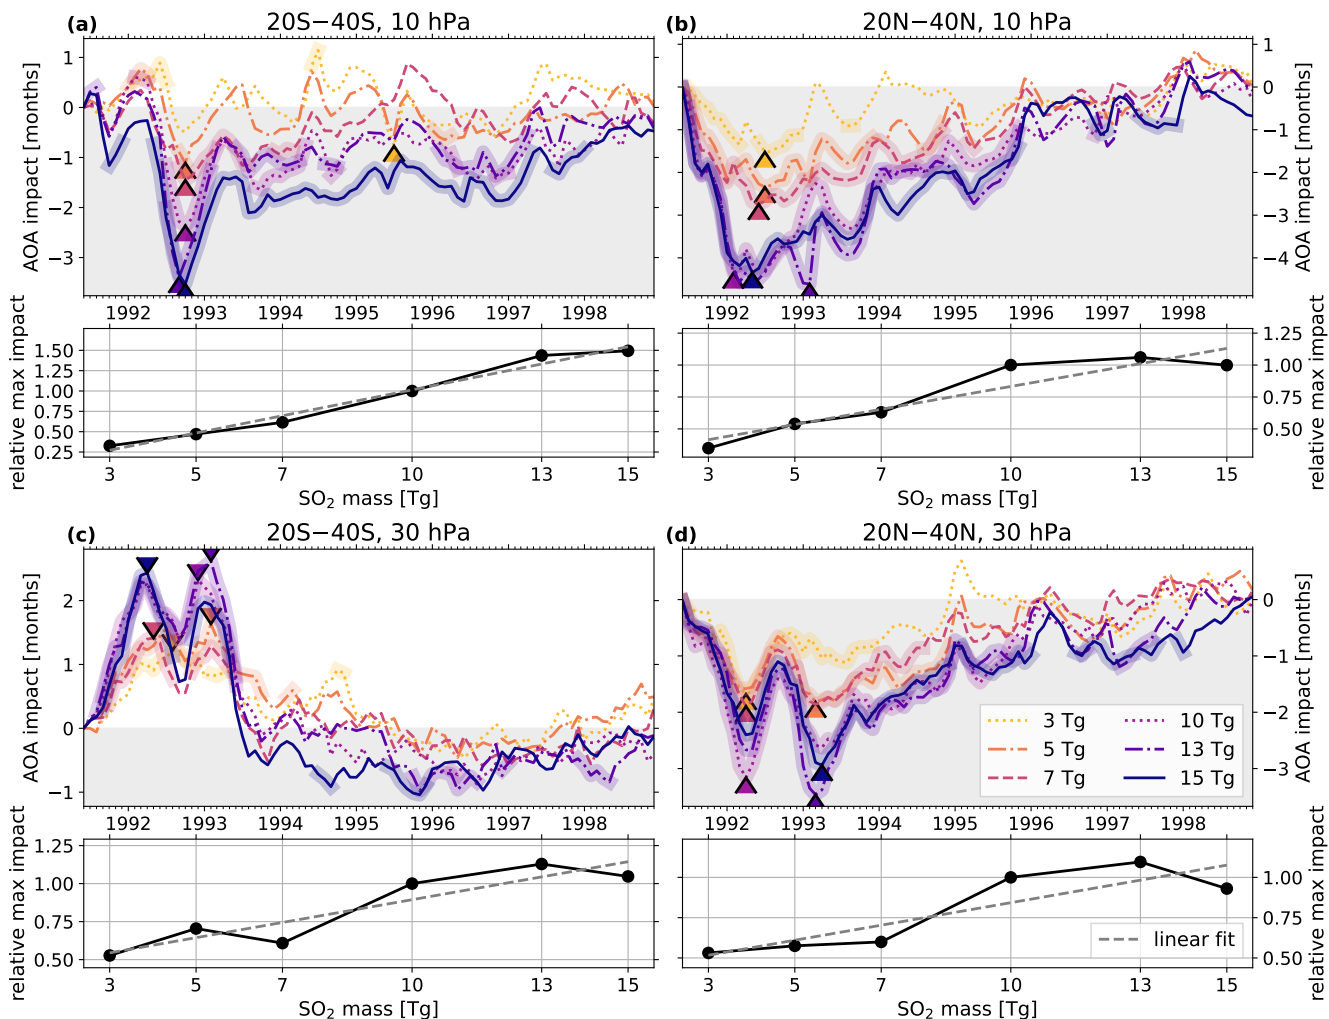 (a) 20S−40S, 10 hPa
(b) 20N−40N, 10 hPa
AOA impact [months]
1
0
−1
−2
−3
1992 1993 1994 1995 1996 1997 1998
1
0
−1
−2
−3
−4
AOA impact [months]
1992 1993 1994 1995 1996 1997 1998
relative max impact
1.50
1.25
1.00
0.75
0.50
0.25
3 5 7 10 13 15
SO2 mass [Tg]
1.25
1.00
0.50
relative max impact
3 5 7 10 13 15
SO2 mass [Tg]
(c) 20S−40S, 30 hPa
(d) 20N−40N, 30 hPa
AOA impact [months]
2
1
0
−1
1992 1993 1994 1995 1996 1997 1998
0
−1
−2
−3
AOA impact [months]
3 Tg 10 Tg
5 Tg 13 Tg
7 Tg 15 Tg
1992 1993 1994 1995 1996 1997 1998
relative max impact
1.25
1.00
0.75
0.50
3 5 7 10 13 15
SO2 mass [Tg]
1.00
0.75
0.50
relative max impact
linear fit
3 5 7 10 13 15
SO2 mass [Tg]